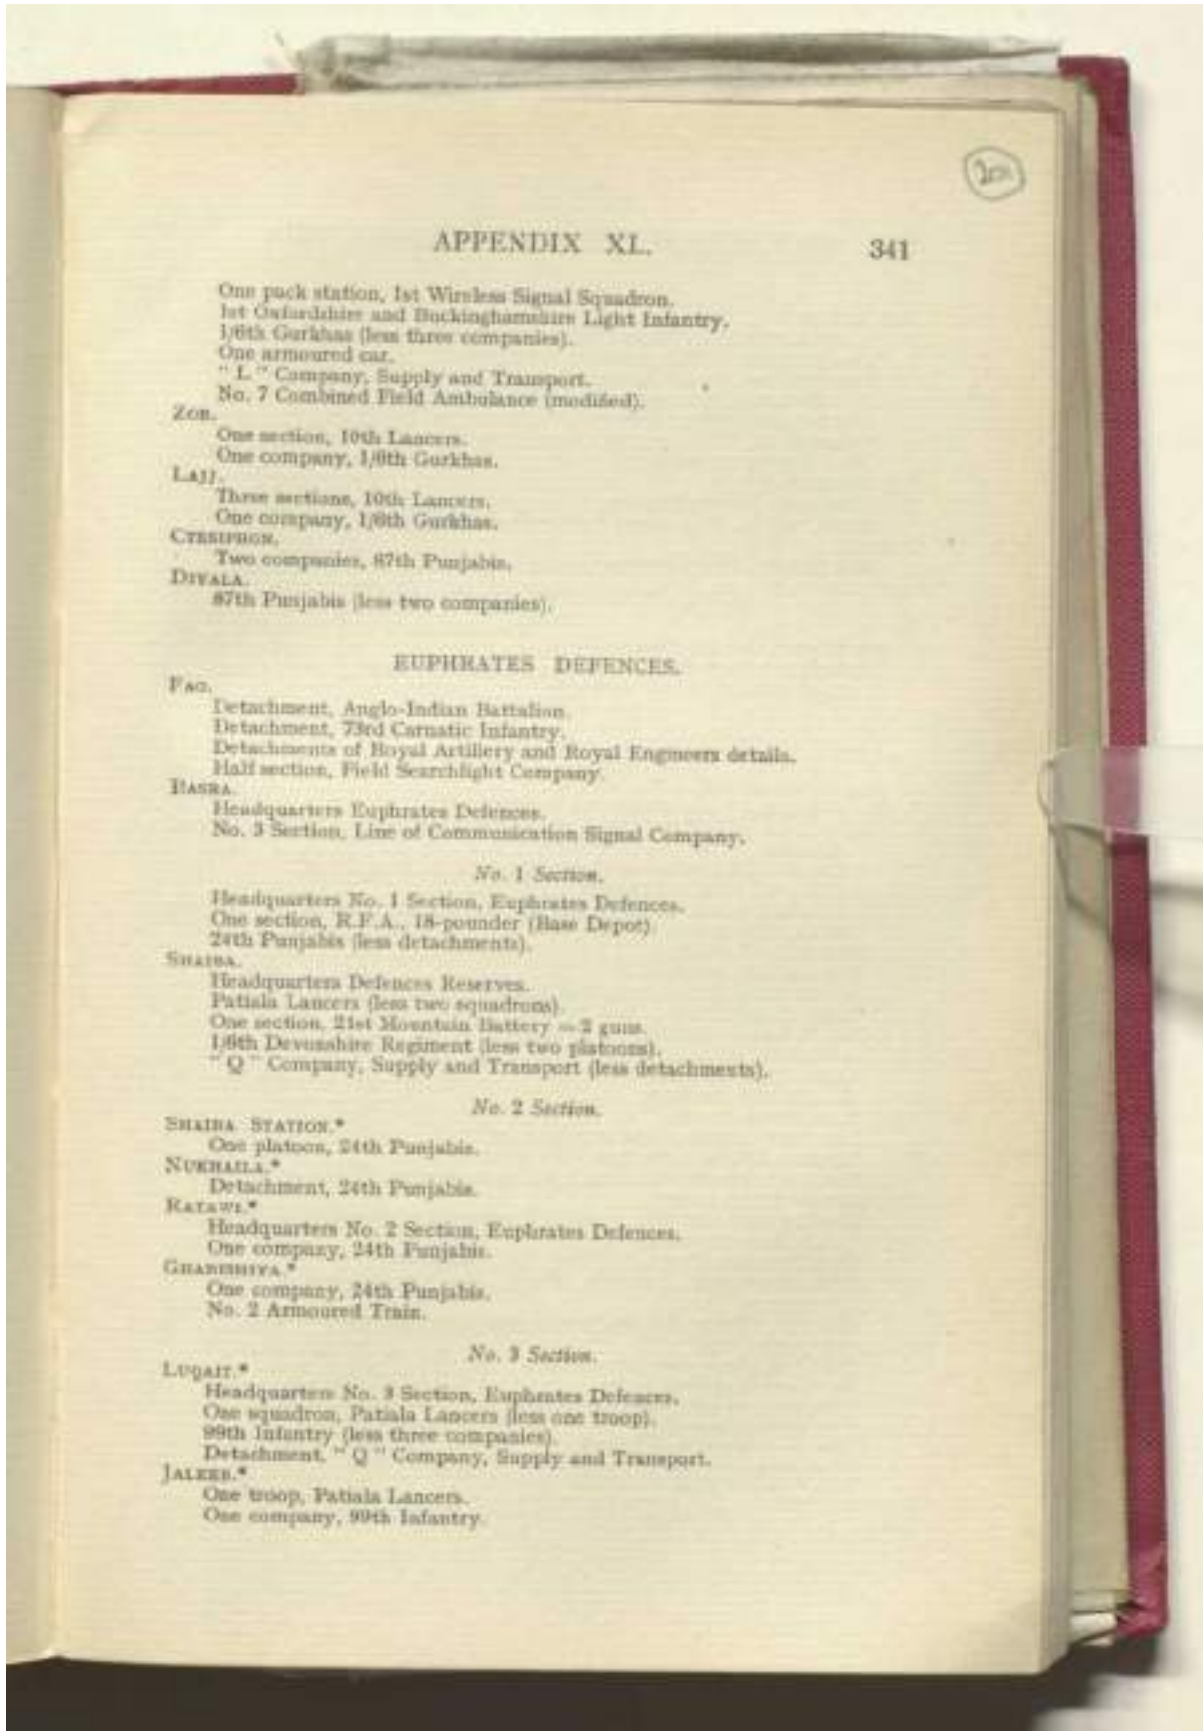 APPENDIX XL. 341
One pack station, 1st Wireless Signal Squadron.
1st Oxfordshire and Buckinghamshire Light Infantry.
1/6th Gurkhas (less three companies).
One armoured car.
" L " Company, Supply and Transport.
No. 7 Combined Field Ambulance (modified).
ZOR.
One section, 10th Lancers.
One company, 1/6th Gurkhas.
LAJJ.
Three sections, 10th Lancers.
One company, 1/6th Gurkhas.
CTESIPHON.
Two companies, 87th Punjabis.
DIYALA.
87th Punjabis (less two companies).
EUPHRATES DEFENCES.
FAO.
Detachment, Anglo-Indian Battalion.
Detachment, 73rd Carnatic Infantry.
Detachments of Royal Artillery and Royal Engineers details.
Half section, Field Searchlight Company.
BASRA.
Headquarters Euphrates Defences.
No. 3 Section, Line of Communication Signal Company.
No. 1 Section.
Headquarters No. 1 Section, Euphrates Defences.
One section, R.F.A., 18-pounder (Base Depot).
24th Punjabis (less detachments).
SHAIBA.
Headquarters Defences Reserves.
Patiala Lancers (less two squadrons).
One section, 21st Mountain Battery = 2 guns.
1/6th Devonshire Regiment (less two platoons).
" Q " Company, Supply and Transport (less detachments).
No. 2 Section.
SHAIBA STATION.*
One platoon, 24th Punjabis.
NUKHAILA.*
Detachment, 24th Punjabis.
RATAWI.*
Headquarters No. 2 Section, Euphrates Defences.
One company, 24th Punjabis.
GHABISHIYA.*
One company, 24th Punjabis.
No. 2 Armoured Train.
No. 3 Section.
LUQAIT.*
Headquarters No. 3 Section, Euphrates Defences.
One squadron, Patiala Lancers (less one troop).
99th Infantry (less three companies).
Detachment, " Q " Company, Supply and Transport.
JALEEB.*
One troop, Patiala Lancers.
One company, 99th Infantry.